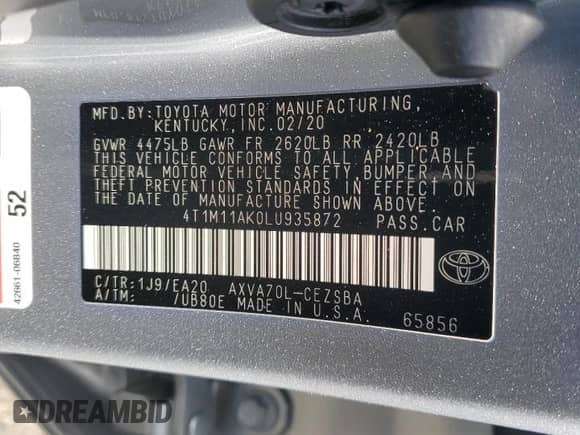 MFD.BY:TOYOTA MOTOR MANUFACTURING,
KENTUCKY,INC.02/20
GVWR 4475LB GAWR FR 2620LB RR 2420LB
THIS VEHICLE CONFORMS TO ALL APPLICABLE
FEDERAL MOTOR VEHICLE SAFETY,BUMPER,AND
THEFT PREVENTION STANDARDS IN EFFECT ON
THE DATE OF MANUFACTURE SHOWN ABOVE.
4T1M11AK0LU935872 PASS.CAR
C/TR:1J9/EA20 AXVA70L-CEZSBA
A/TM: /UB80E MADE IN U.S.A.
65856
52
42661-06B40
DREAMBID